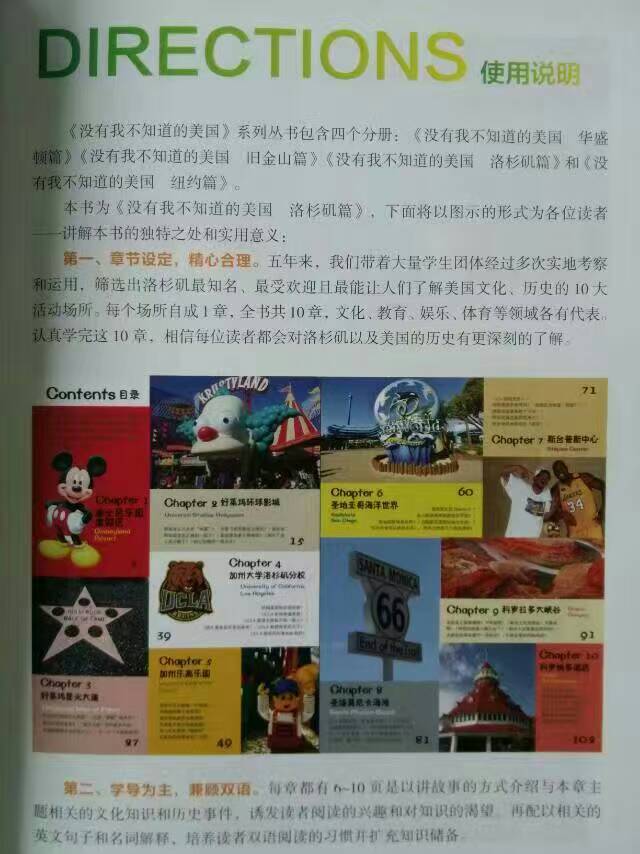 DIRECTIONS 使用说明
《没有我不知道的美国》系列丛书包含四个分册：《没有我不知道的美国 华盛
顿篇》《没有我不知道的美国 旧金山篇》《没有我不知道的美国 洛杉矶篇》和《没
有我不知道的美国 纽约篇》。
本书为《没有我不知道的美国 洛杉矶篇》，下面将以图示的形式为各位读者
一一讲解本书的独特之处和实用意义：
第一、章节设定，精心合理。五年来，我们带着大量学生团体经过多次实地考察
和运用，筛选出洛杉矶最知名、最受欢迎且最能让人们了解美国文化、历史的 10 大
活动场所。每个场所自成 1 章，全书共 10 章，文化、教育、娱乐、体育等领域各有代表。
认真学完这 10 章，相信每位读者都会对洛杉矶以及美国的历史有更深刻的了解。
Contents 目录
Chapter 1
Disneyland
Resort
KRUSTYLAND
Chapter 2 好莱坞环球影城
Universal Studios Hollywood
15
HOLLYWOOD
WALK OF FAME
Chapter 3
好莱坞星光大道
27
UCLA
BRUINS
Chapter 4
加州大学洛杉矶分校
University of California
Los Angeles
39
Chapter 5
加州乐高乐园
49
Chapter 6
圣地亚哥海洋世界
SeaWorld
San Diego
60
71
Chapter 7 斯台普斯中心
Staples Center
34
SANTA MONICA
66
End of the Trail
Chapter 8
圣塔莫尼卡海滩
81
Chapter 9 科罗拉多大峡谷
91
Chapter 10
科罗纳多酒店
102
第二、学导为主，兼顾双语。每章都有 6~10 页是以讲故事的方式介绍与本章主
题相关的文化知识和历史事件，诱发读者阅读的兴趣和对知识的渴望。再配以相关的
英文句子和名词解释，培养读者双语阅读的习惯并扩充知识储备。